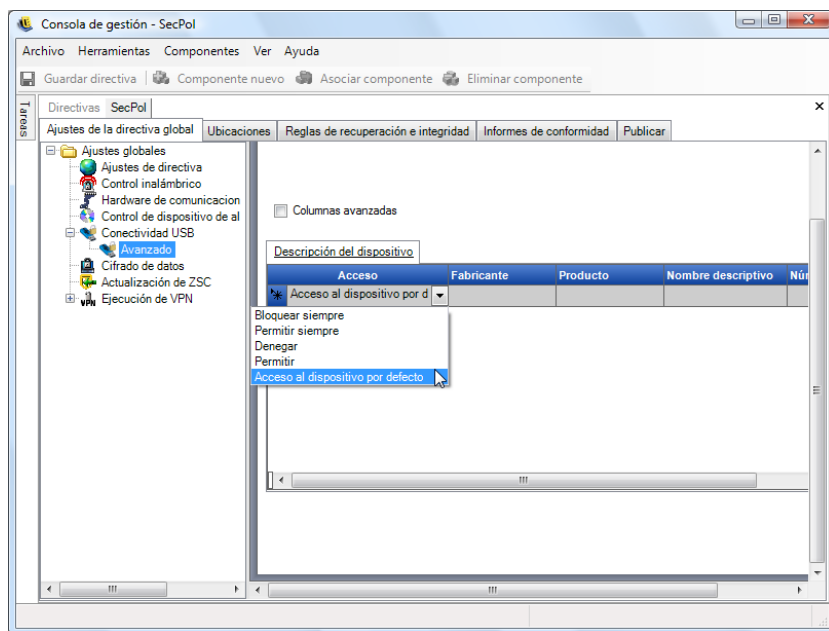 Consola de gestión - SecPol
Archivo Herramientas Componentes Ver Ayuda
Guardar directiva Componente nuevo Asociar componente Eliminar componente
Tareas
Directivas SecPol
Ajustes de la directiva global Ubicaciones Reglas de recuperación e integridad Informes de conformidad Publicar
Ajustes globales
Ajustes de directiva
Control inalámbrico
Hardware de comunicacion
Control de dispositivo de al
Conectividad USB
Avanzado
Cifrado de datos
Actualización de ZSC
VPN Ejecución de VPN
Columnas avanzadas
Descripción del dispositivo
Acceso Fabricante Producto Nombre descriptivo Nú
Acceso al dispositivo por d
Bloquear siempre
Permitir siempre
Denegar
Permitir
Acceso al dispositivo por defecto